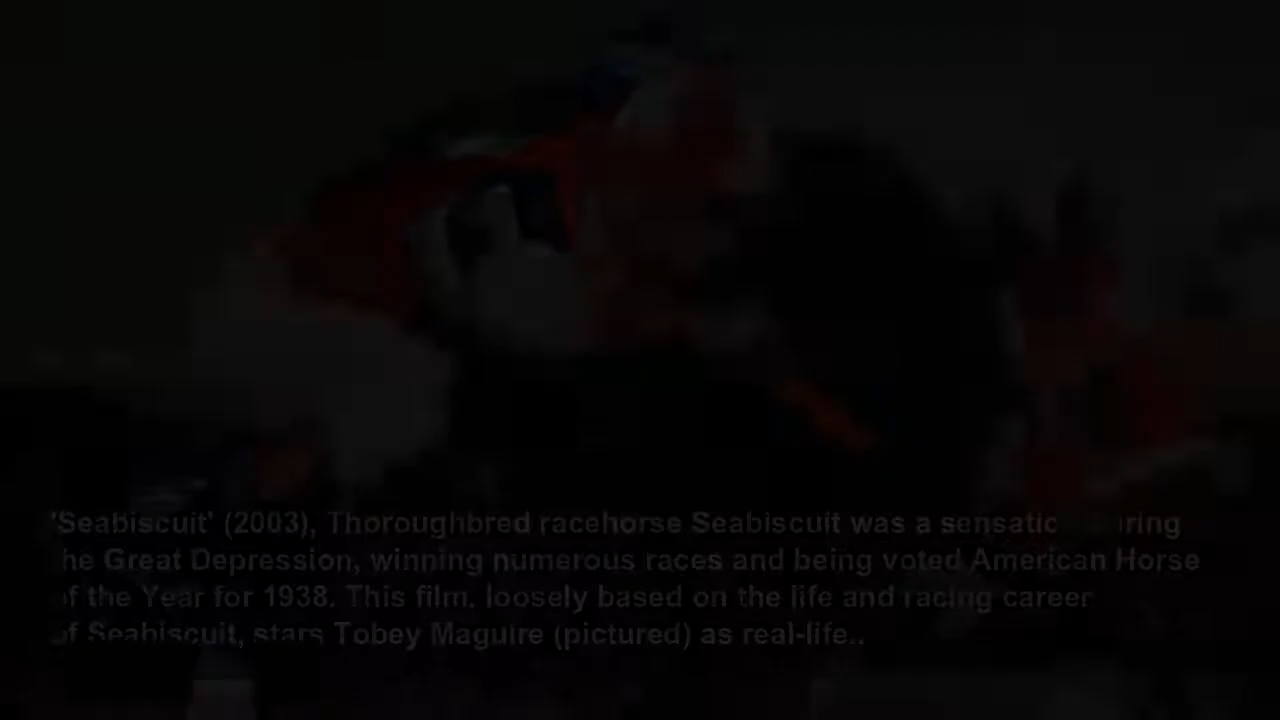 'Seabiscuit' (2003), Thoroughbred racehorse Seabiscuit was a
the Great Depression, winning numerous races and being voted American Horse
of the Year for 1938. This film, loosely based on the life and racing career
of Seabiscuit, stars Tobey Maguire (pictured) as real-life..